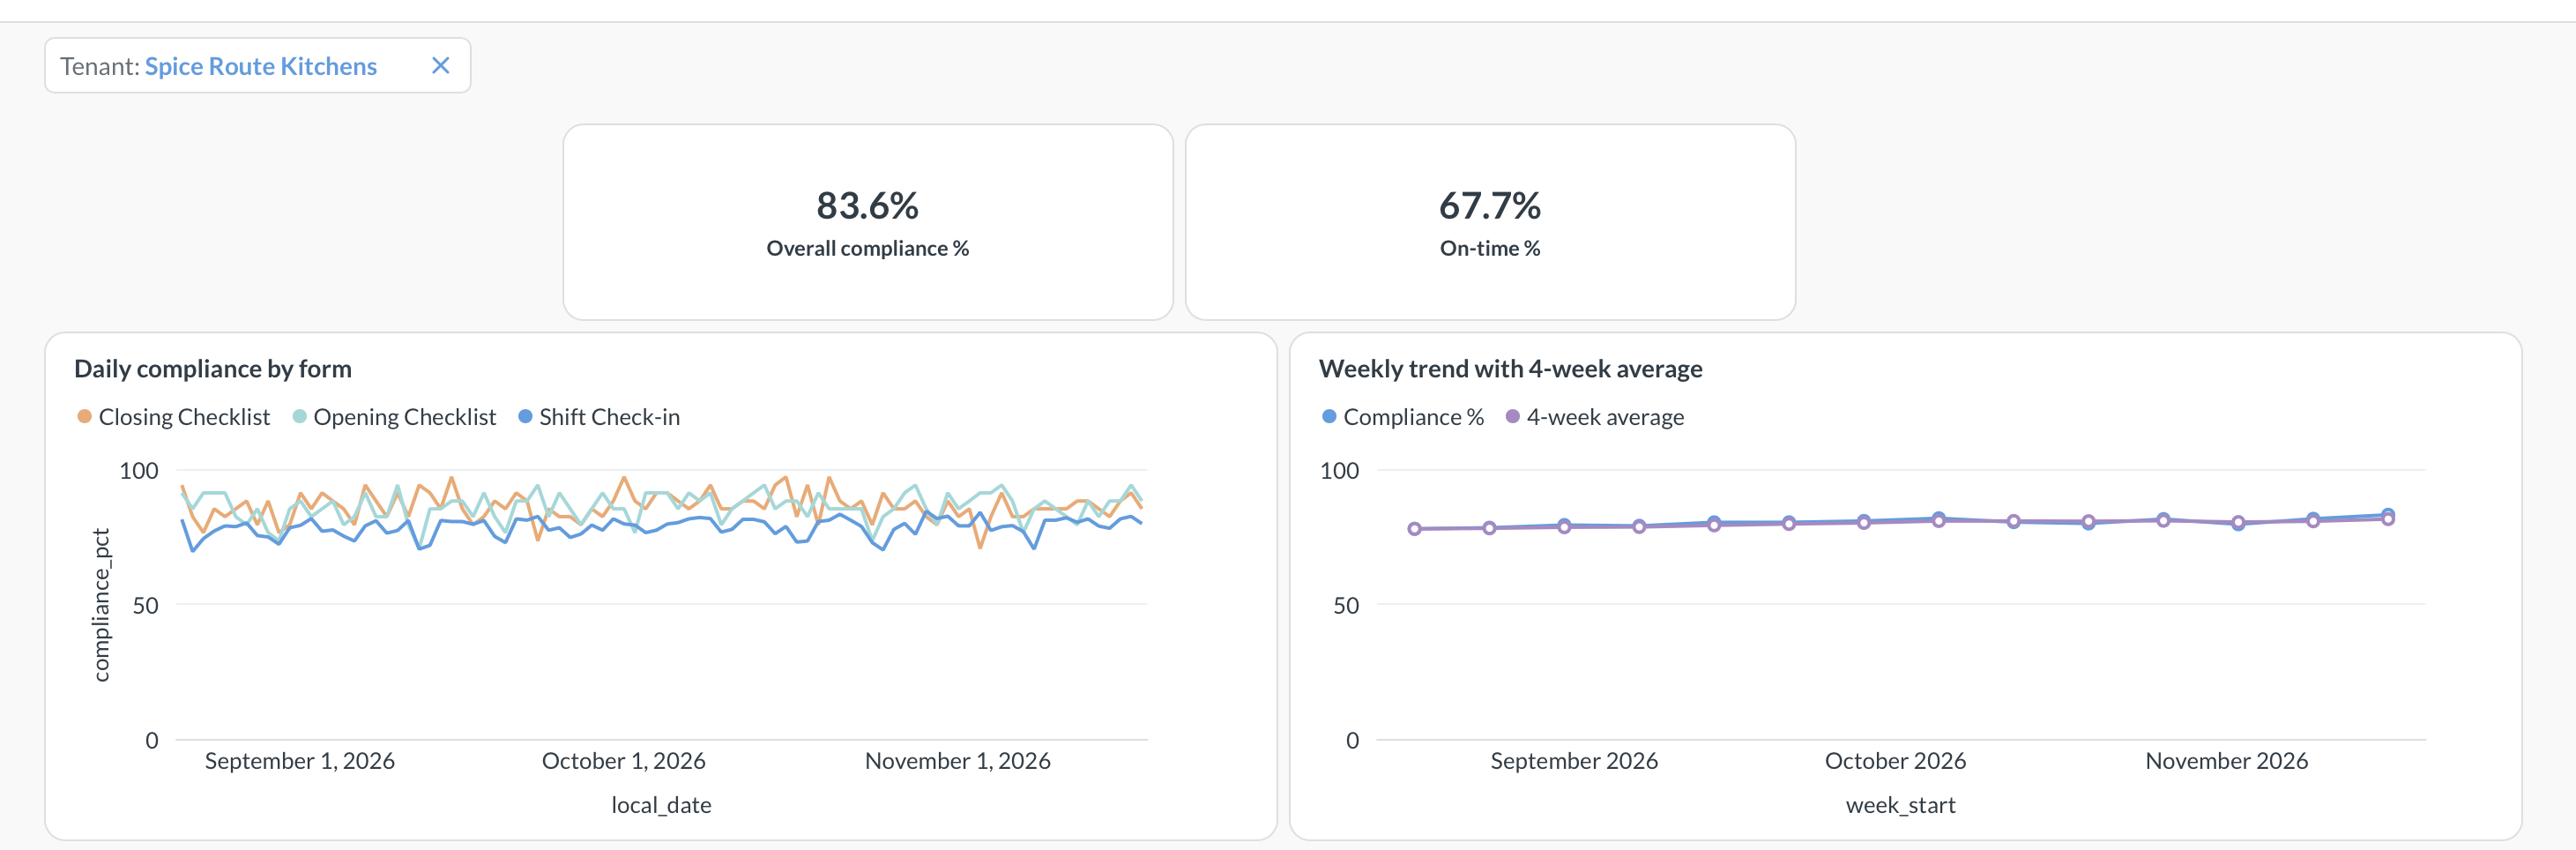 Tenant: Spice Route Kitchens
83.6%
Overall compliance %
67.7%
On-time %
Daily compliance by form
Closing Checklist Opening Checklist Shift Check-in
100
50
0
compliance_pct
September 1, 2026 October 1, 2026 November 1, 2026
local_date
Weekly trend with 4-week average
Compliance % 4-week average
100
50
0
September 2026 October 2026 November 2026
week_start